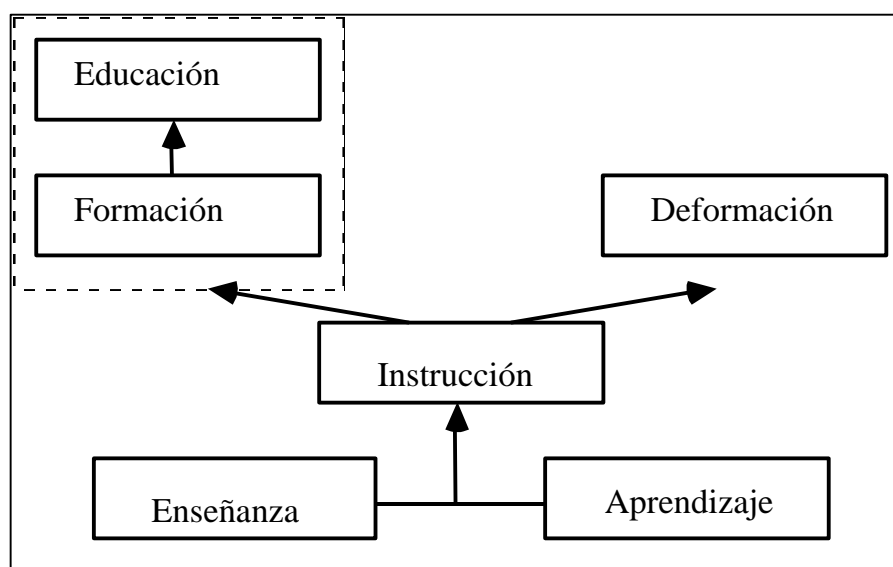 Educación
Formación
Deformación
Instrucción
Enseñanza
Aprendizaje